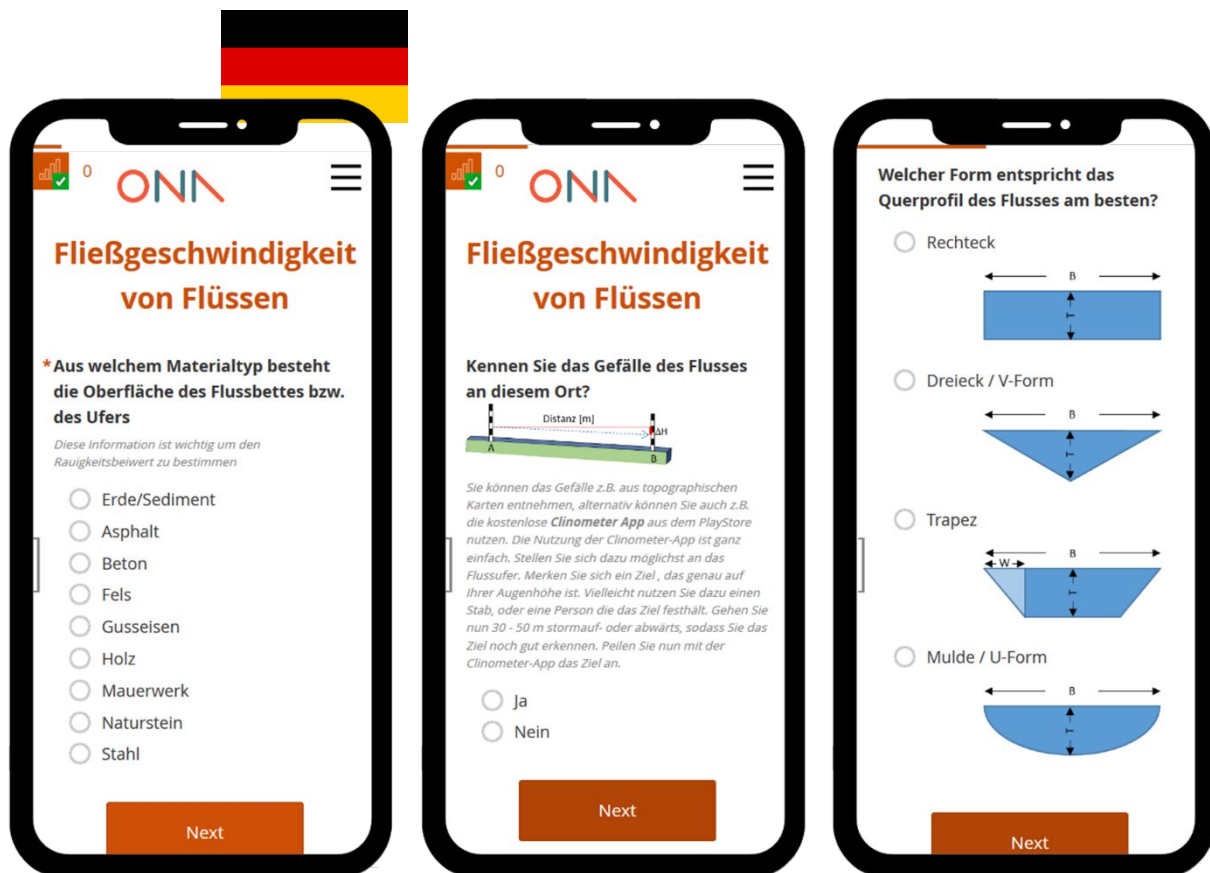 0
ONA
Fließgeschwindigkeit
von Flüssen
*Aus welchem Materialtyp besteht
die Oberfläche des Flussbettes bzw.
des Ufers
Diese Information ist wichtig um den
Rauigkeitsbeiwert zu bestimmen
Erde/Sediment
Asphalt
Beton
Fels
Gusseisen
Holz
Mauerwerk
Naturstein
Stahl
Next
0
ONA
Fließgeschwindigkeit
von Flüssen
Kennen Sie das Gefälle des Flusses
an diesem Ort?
Distanz [m]
ΔH
A
B
Sie können das Gefälle z.B. aus topographischen
Karten entnehmen, alternativ können Sie auch z.B.
die kostenlose Clinometer App aus dem PlayStore
nutzen. Die Nutzung der Clinometer-App ist ganz
einfach. Stellen Sie sich dazu möglichst an das
Flussufer. Merken Sie sich ein Ziel , das genau auf
Ihrer Augenhöhe ist. Vielleicht nutzen Sie dazu einen
Stab, oder eine Person die das Ziel festhält. Gehen Sie
nun 30 - 50 m stormauf- oder abwärts, sodass Sie das
Ziel noch gut erkennen. Peilen Sie nun mit der
Clinometer-App das Ziel an.
Ja
Nein
Next
Welcher Form entspricht das
Querprofil des Flusses am besten?
Rechteck
B
T
Dreieck / V-Form
B
T
Trapez
B
W
T
Mulde / U-Form
B
T
Next